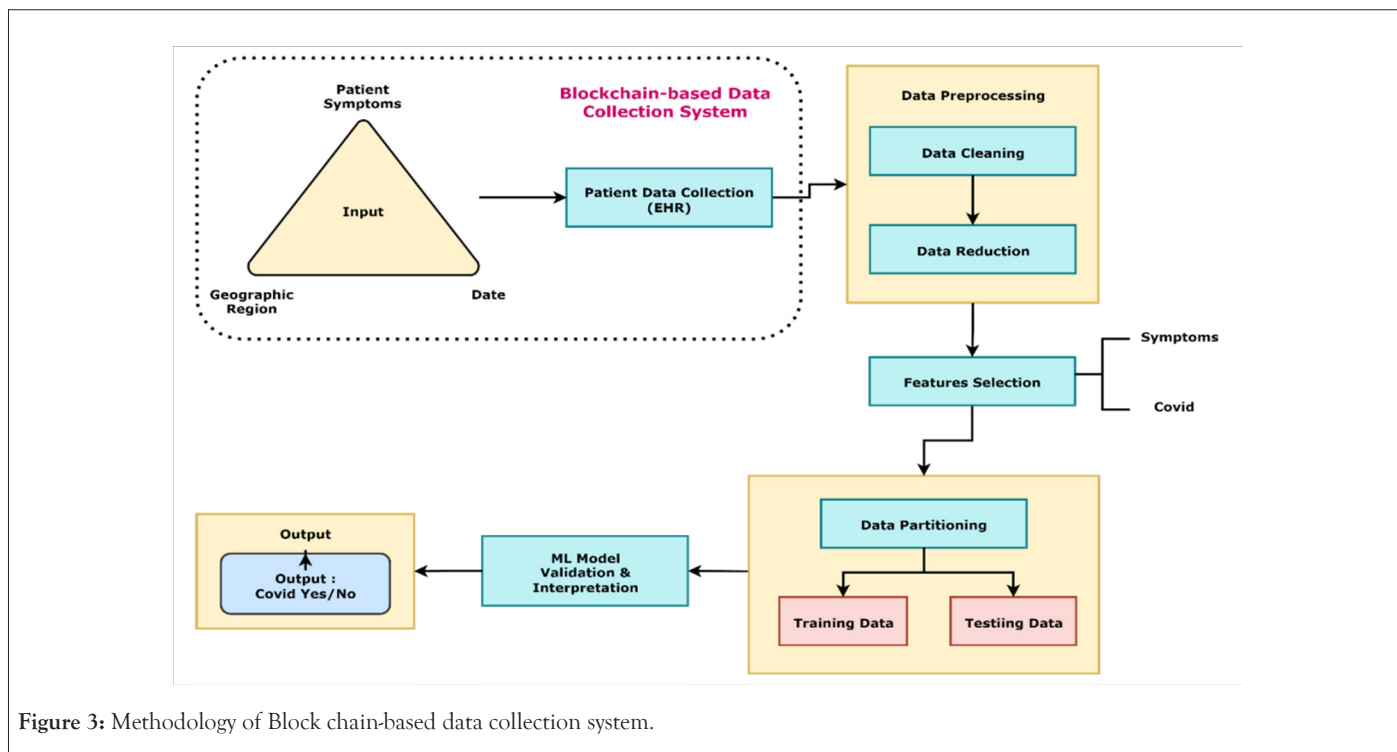 Patient
Symptoms
Blockchain-based Data
Collection System
Input
Geographic
Region
Date
Patient Data Collection
(EHR)
Data Preprocessing
Data Cleaning
Data Reduction
Features Selection
Symptoms
Covid
Data Partitioning
Training Data
Testiing Data
ML Model
Validation &
Interpretation
Output
Output :
Covid Yes/No
Figure 3: Methodology of Block chain-based data collection system.